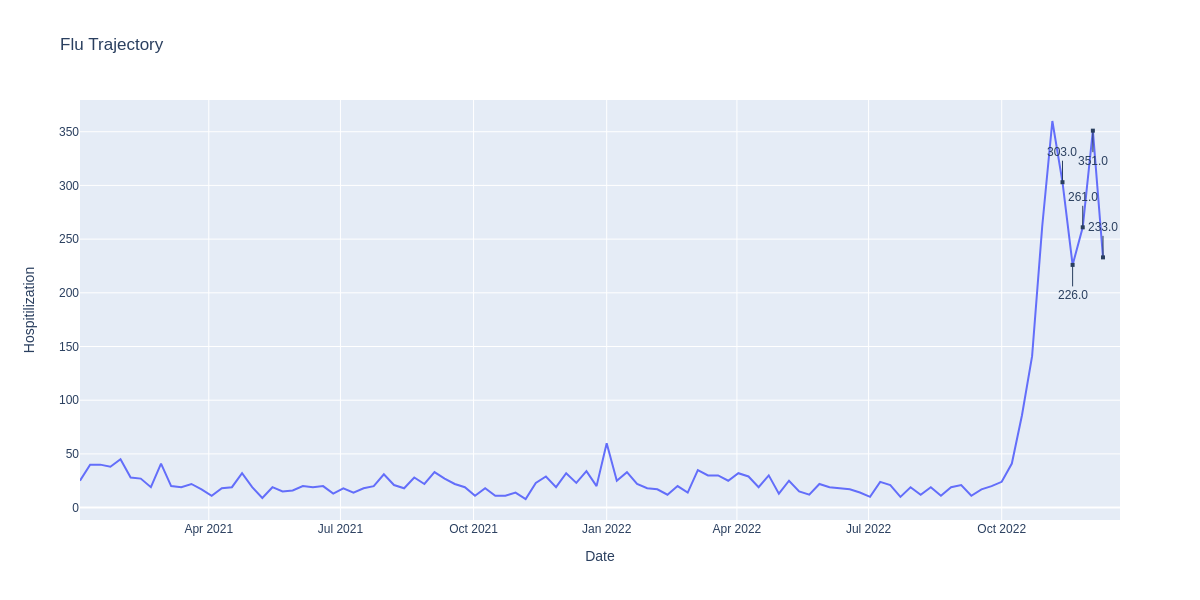 Flu Trajectory
Hospitilization
350
300
250
200
150
100
50
0
303.0
351.0
261.0
233.0
226.0
Apr 2021
Jul 2021
Oct 2021
Jan 2022
Apr 2022
Jul 2022
Oct 2022
Date